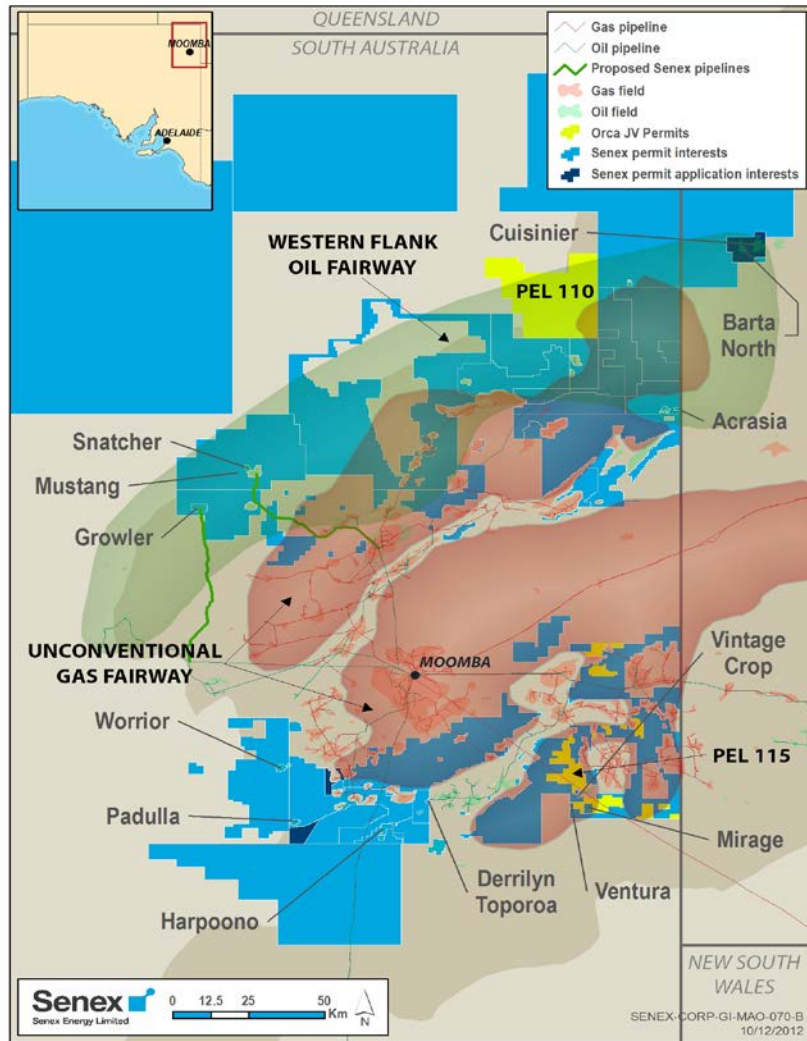 QUEENSLAND
SOUTH AUSTRALIA
MOOMBA
ADELAIDE
Gas pipeline
Oil pipeline
Proposed Senex pipelines
Gas field
Oil field
Orca JV Permits
Senex permit interests
Senex permit application interests
Cuisinier
WESTERN FLANK
OIL FAIRWAY
PEL 110
Barta
North
Acrasia
Snatcher
Mustang
Growler
UNCONVENTIONAL
GAS FAIRWAY
MOOMBA
Vintage
Crop
Worrior
PEL 115
Padulla
Mirage
Derrilyn
Toporoa
Ventura
Harpoono
NEW SOUTH
WALES
Senex
Senex Energy Limited
0 12.5 25 50
Km
N
SENEX-CORP-GI-MAO-070-B
10/12/2012